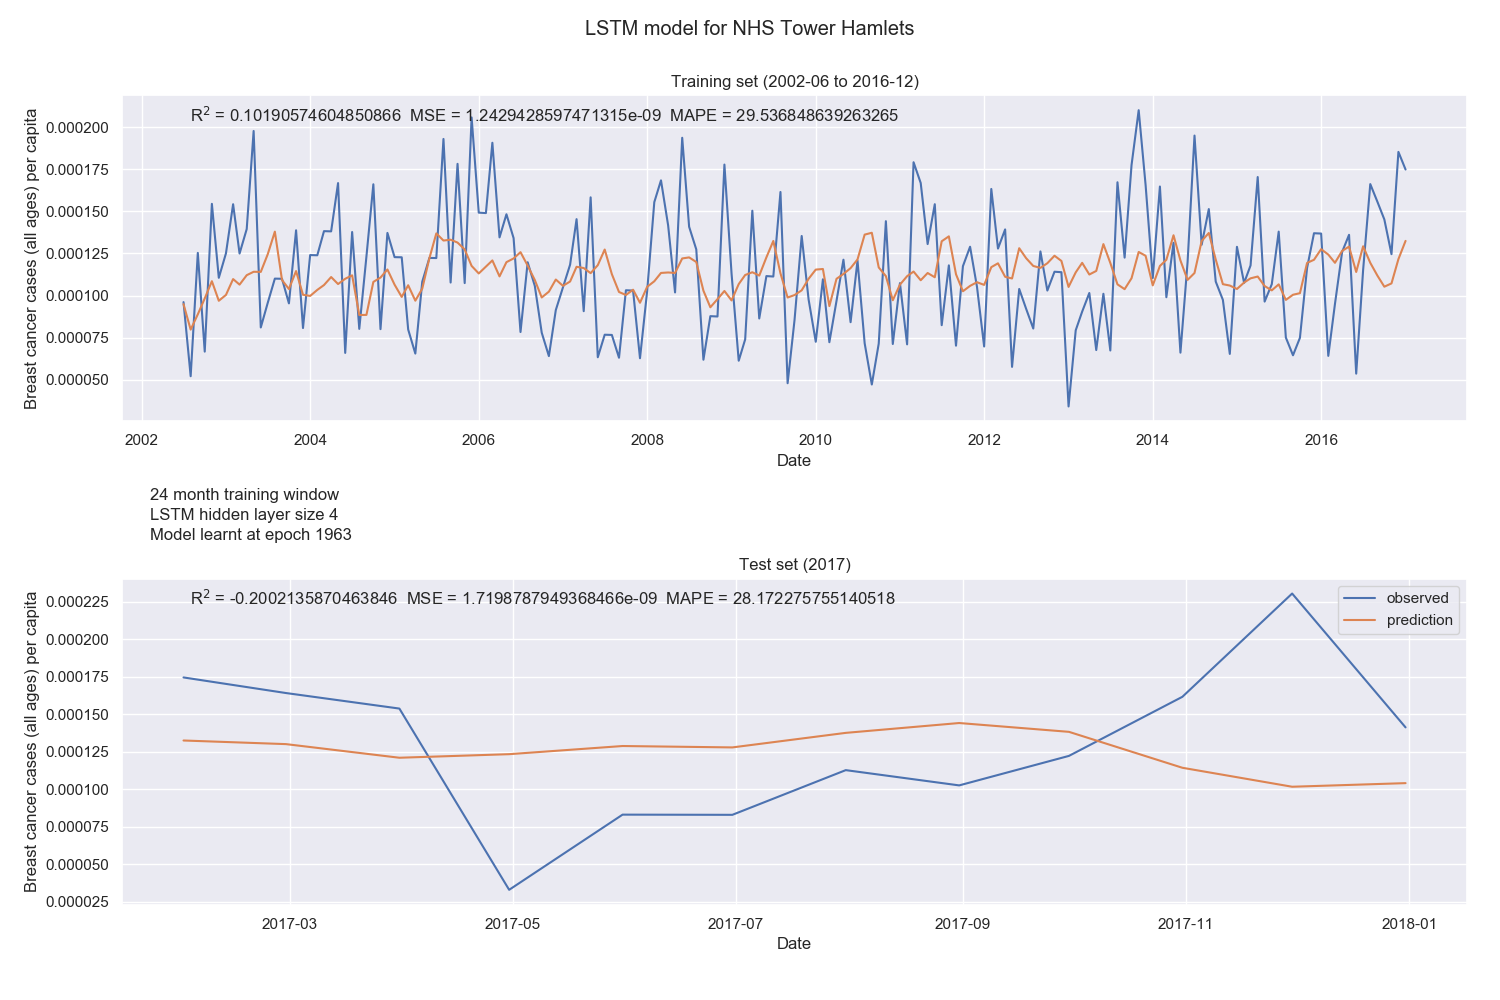 LSTM model for NHS Tower Hamlets
Training set (2002-06 to 2016-12)
R² = 0.10190574604850866 MSE = 1.2429428597471315e-09 MAPE = 29.536848639263265
Breast cancer cases (all ages) per capita
0.000200
0.000175
0.000150
0.000125
0.000100
0.000075
0.000050
2002 2004 2006 2008 2010 2012 2014 2016
Date
24 month training window
LSTM hidden layer size 4
Model learnt at epoch 1963
Test set (2017)
R² = -0.2002135870463846 MSE = 1.7198787949368466e-09 MAPE = 28.172275755140518
observed
prediction
Breast cancer cases (all ages) per capita
0.000225
0.000200
0.000175
0.000150
0.000125
0.000100
0.000075
0.000050
0.000025
2017-03 2017-05 2017-07 2017-09 2017-11 2018-01
Date